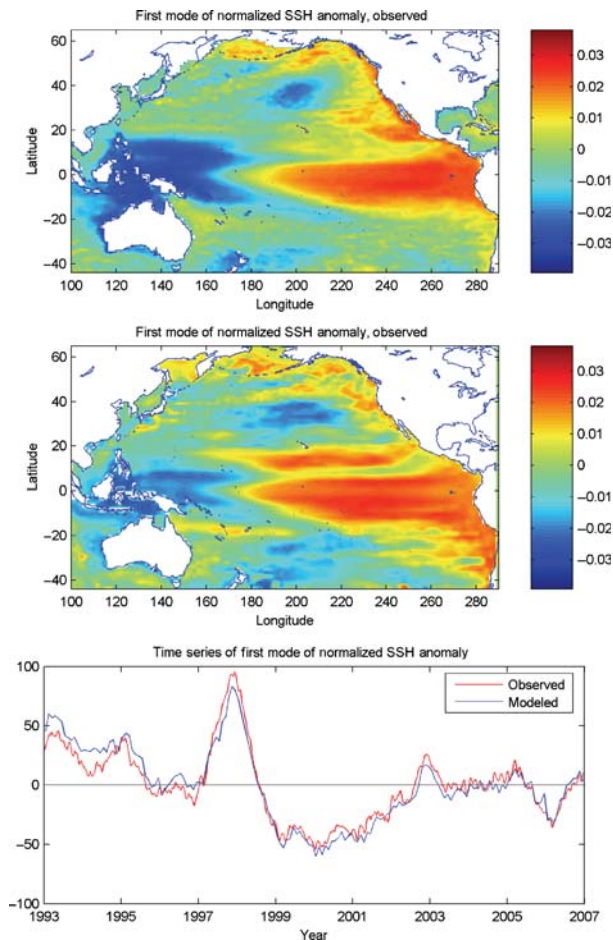 First mode of normalized SSH anomaly, observed
60
40
20
0
−20
−40
Latitude
100 120 140 160 180 200 220 240 260 280
Longitude
0.03
0.02
0.01
0
−0.01
−0.02
−0.03
First mode of normalized SSH anomaly, observed
60
40
20
0
−20
−40
Latitude
100 120 140 160 180 200 220 240 260 280
Longitude
0.03
0.02
0.01
0
−0.01
−0.02
−0.03
Time series of first mode of normalized SSH anomaly
100
50
0
−50
−100
Observed
Modeled
1993 1995 1997 1999 2001 2003 2005 2007
Year